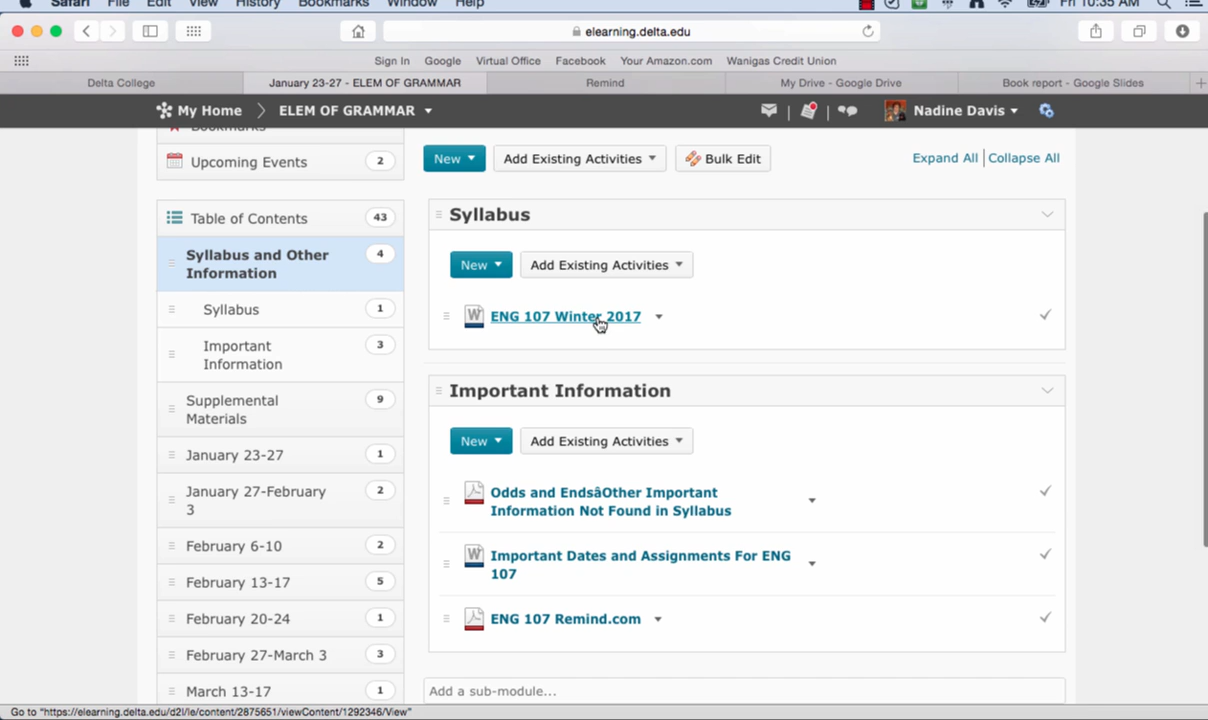 Safari File Edit View History Bookmarks Window Help Fri 10:35 AM
elearning.delta.edu
Sign In Google Virtual Office Facebook Your Amazon.com Wanigas Credit Union
Delta College January 23-27 - ELEM OF GRAMMAR Remind My Drive - Google Drive Book report - Google Slides +
My Home ELEM OF GRAMMAR Nadine Davis
Bookmarks
Upcoming Events 2
Table of Contents 43
Syllabus and Other 4
Information
Syllabus 1
Important 3
Information
Supplemental 9
Materials
January 23-27 1
January 27-February 2
3
February 6-10 2
February 13-17 5
February 20-24 1
February 27-March 3 3
March 13-17 1
New Add Existing Activities Bulk Edit Expand All | Collapse All
Syllabus
New Add Existing Activities
ENG 107 Winter 2017
Important Information
New Add Existing Activities
Odds and EndsâOther Important
Information Not Found in Syllabus
Important Dates and Assignments For ENG
107
ENG 107 Remind.com
Add a sub-module...
Go to "https://elearning.delta.edu/d2l/le/content/2875651/viewContent/1292346/View"